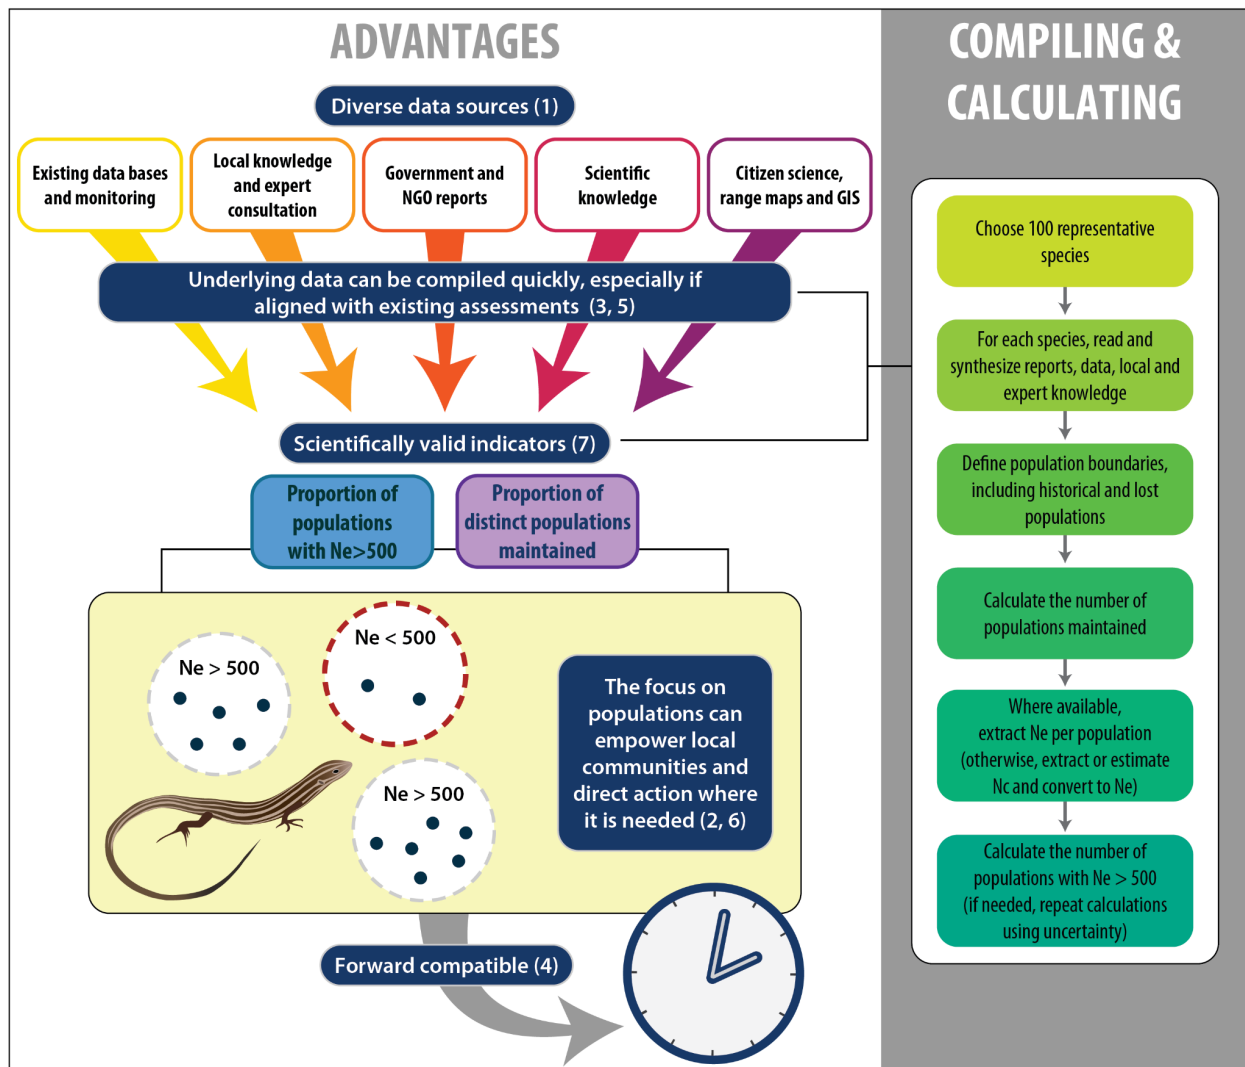 ADVANTAGES
Diverse data sources (1)
Existing data bases
and monitoring
Local knowledge
and expert
consultation
Government and
NGO reports
Scientific
knowledge
Citizen science,
range maps and GIS
Underlying data can be compiled quickly, especially if
aligned with existing assessments (3, 5)
Scientifically valid indicators (7)
Proportion of
populations
with Ne>500
Proportion of
distinct populations
maintained
Ne > 500
Ne < 500
Ne > 500
The focus on
populations can
empower local
communities and
direct action where
it is needed (2, 6)
Forward compatible (4)
COMPILING &
CALCULATING
Choose 100 representative
species
For each species, read and
synthesize reports, data, local and
expert knowledge
Define population boundaries,
including historical and lost
populations
Calculate the number of
populations maintained
Where available,
extract Ne per population
(otherwise, extract or estimate
Nc and convert to Ne)
Calculate the number of
populations with Ne > 500
(if needed, repeat calculations
using uncertainty)